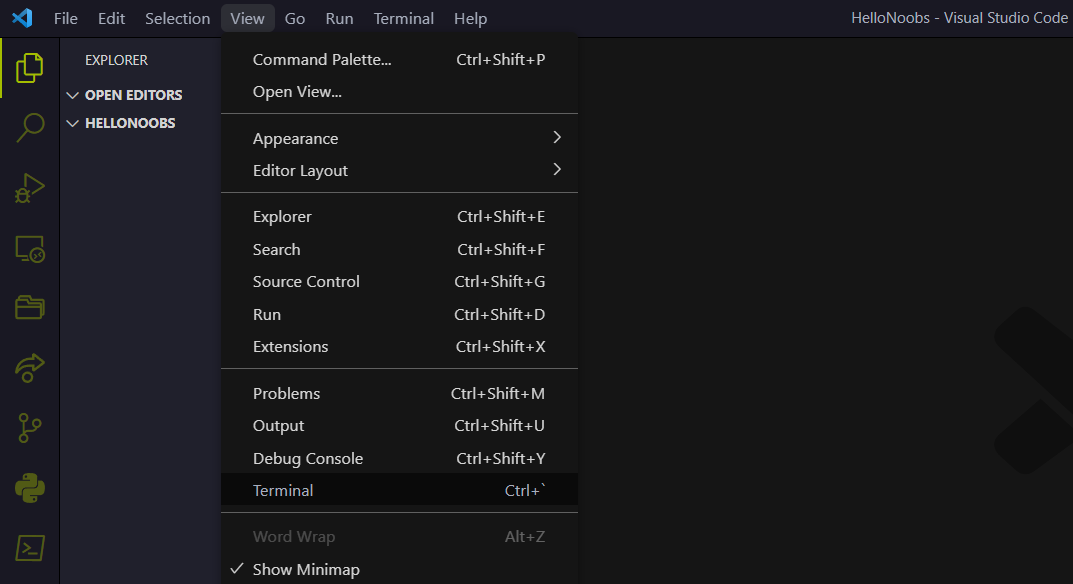 File Edit Selection View Go Run Terminal Help HelloNoobs - Visual Studio Code
EXPLORER
OPEN EDITORS
HELLONOOBS
Command Palette... Ctrl+Shift+P
Open View...
Appearance
Editor Layout
Explorer Ctrl+Shift+E
Search Ctrl+Shift+F
Source Control Ctrl+Shift+G
Run Ctrl+Shift+D
Extensions Ctrl+Shift+X
Problems Ctrl+Shift+M
Output Ctrl+Shift+U
Debug Console Ctrl+Shift+Y
Terminal Ctrl+`
Word Wrap Alt+Z
Show Minimap